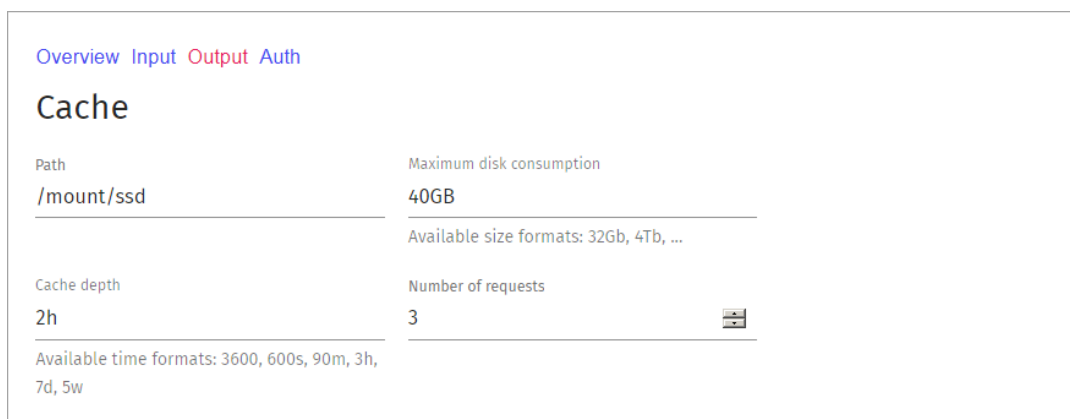 Overview Input Output Auth
Cache
Path
Maximum disk consumption
/mount/ssd
40GB
Available size formats: 32Gb, 4Tb, ...
Cache depth
Number of requests
2h
3
Available time formats: 3600, 600s, 90m, 3h,
7d, 5w